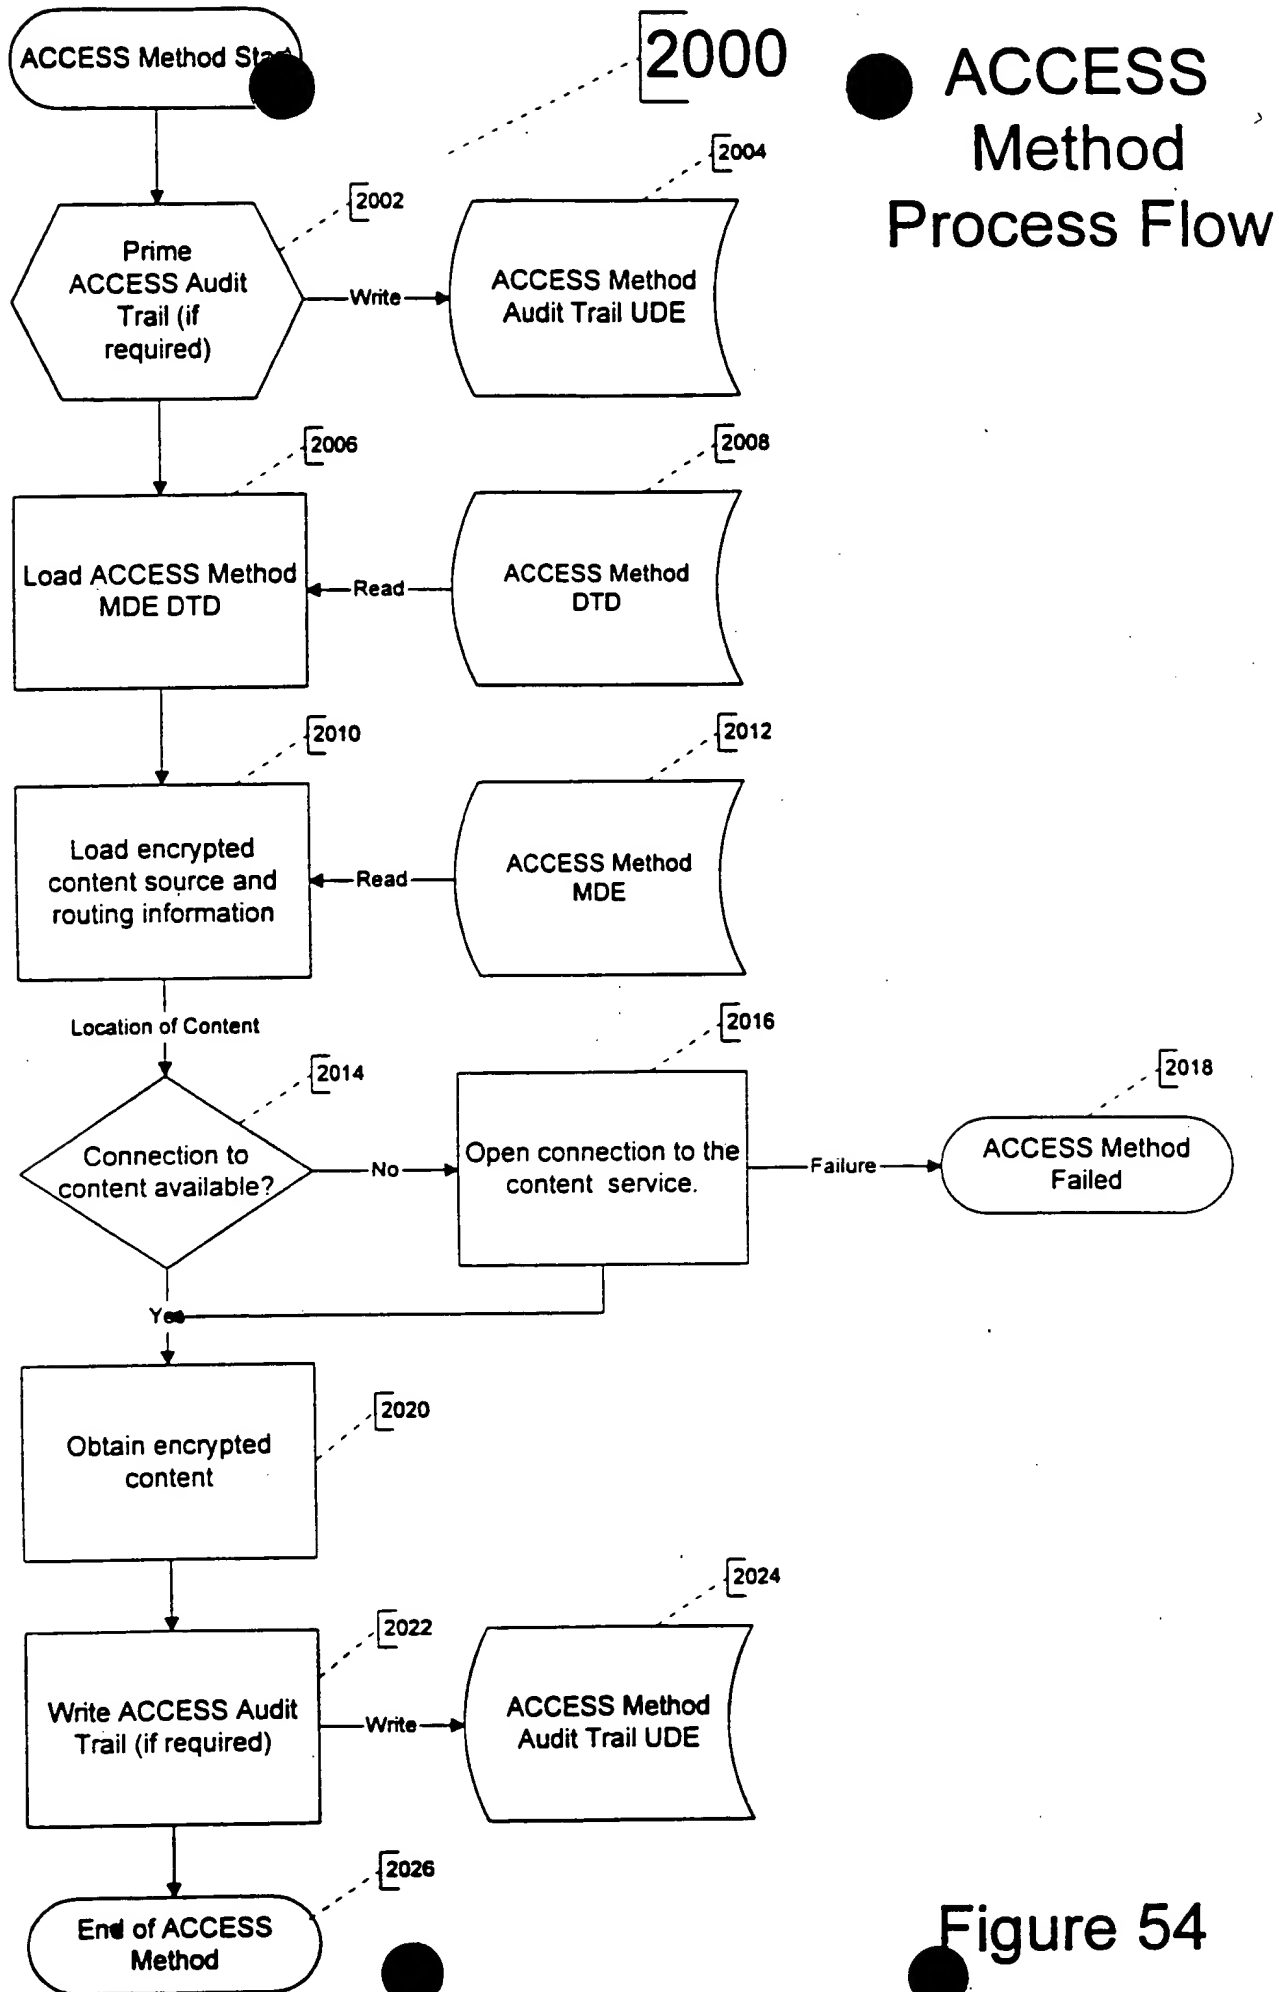 ACCESS Method Start
2000
ACCESS
Method
Process Flow
2004
2002
Prime
ACCESS Audit
Trail (if
required)
Write
ACCESS Method
Audit Trail UDE
2006
2008
Load ACCESS Method
MDE DTD
Read
ACCESS Method
DTD
2010
2012
Load encrypted
content source and
routing information
Read
ACCESS Method
MDE
Location of Content
2014
2016
2018
Connection to
content available?
No
Open connection to the
content service.
Failure
ACCESS Method
Failed
Yes
2020
Obtain encrypted
content
2024
2022
Write ACCESS Audit
Trail (if required)
Write
ACCESS Method
Audit Trail UDE
2026
End of ACCESS
Method
Figure 54